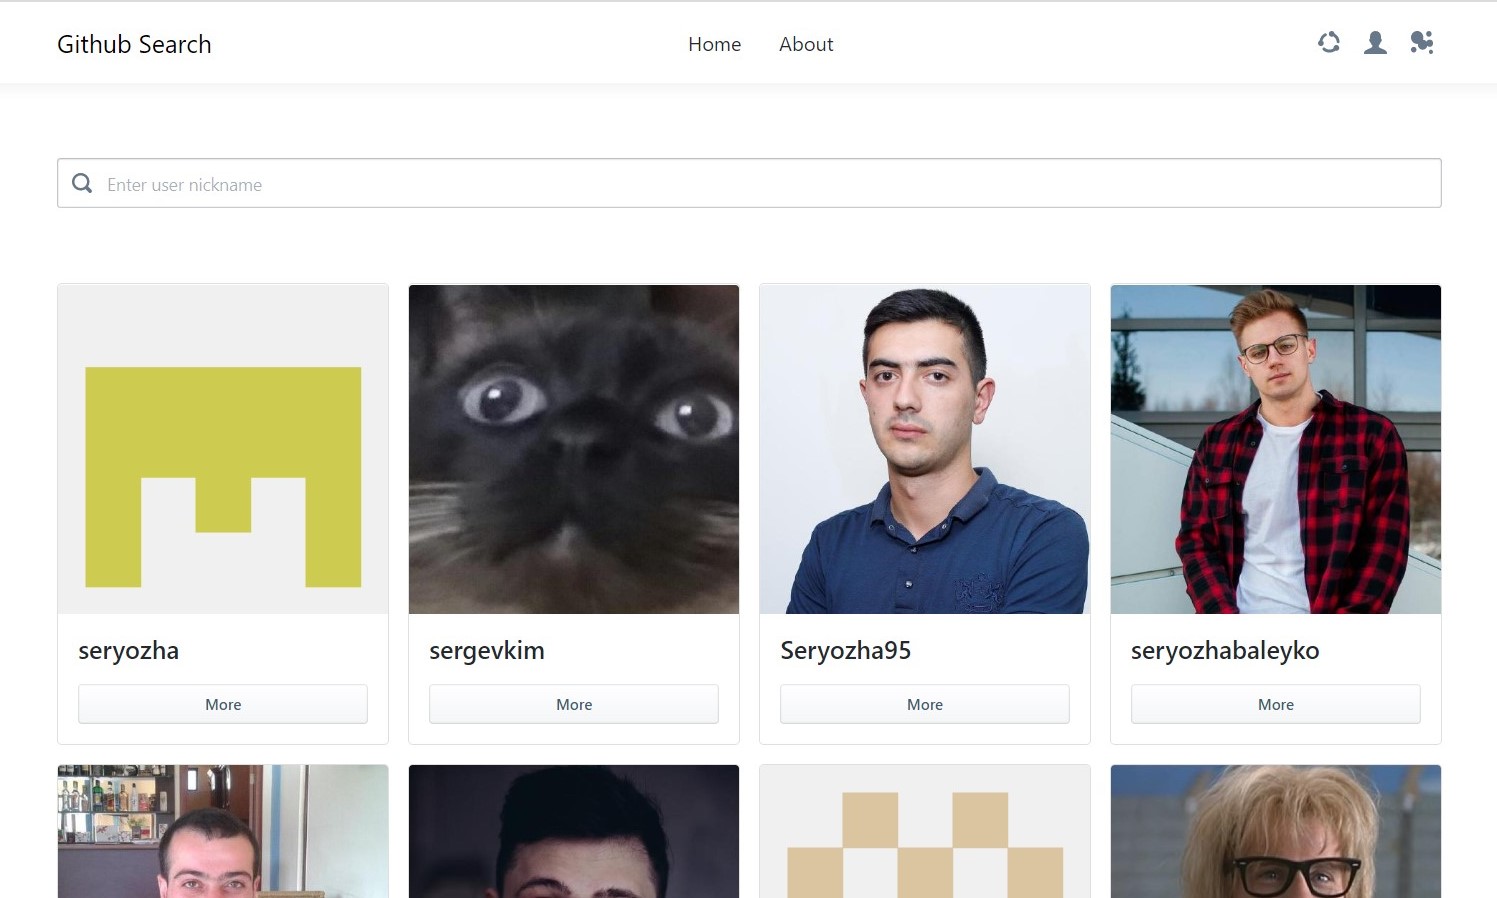 Github Search
Home
About
Enter user nickname
seryozha
sergevkim
Seryozha95
seryozhabaleyko
More
More
More
More